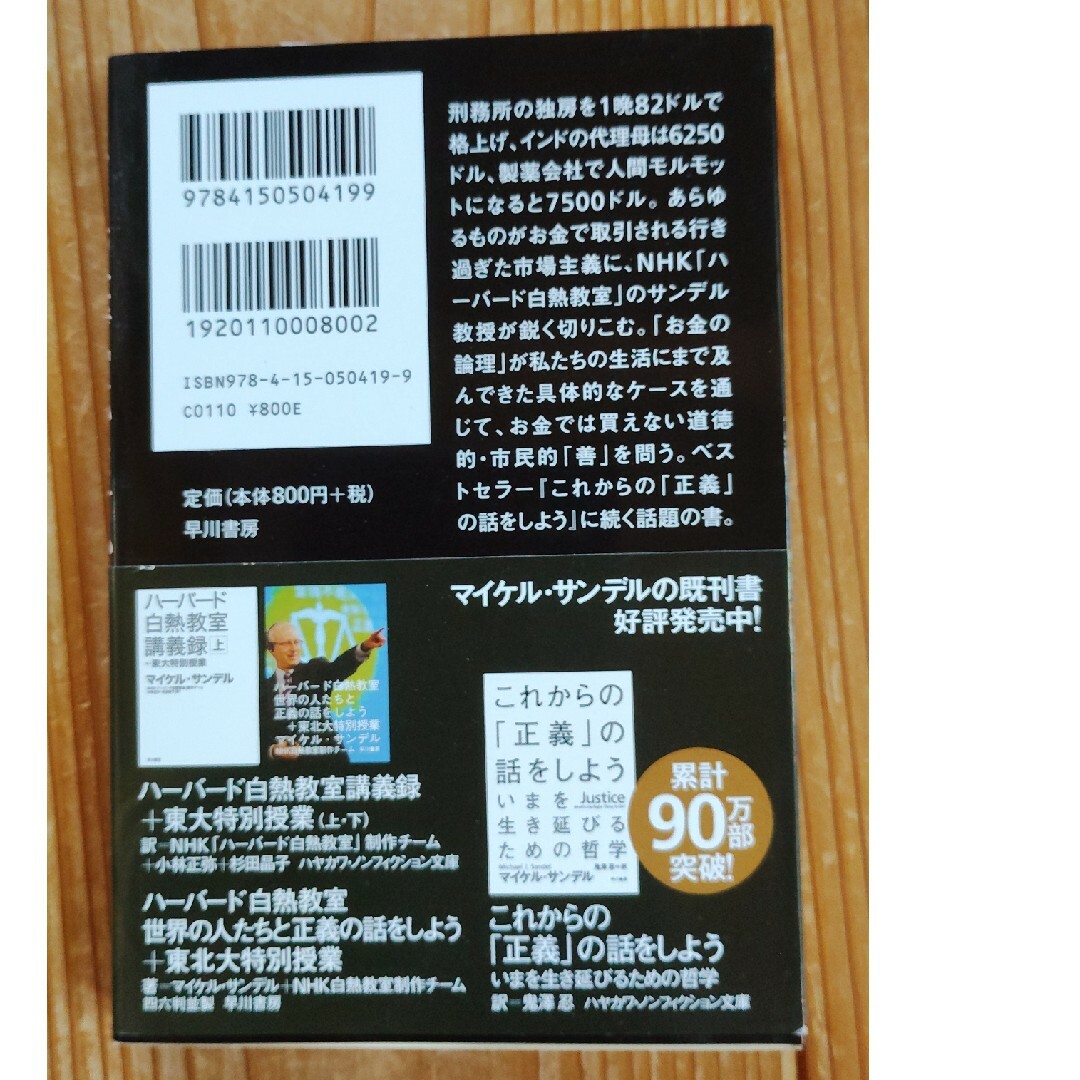 9784150504199
1920110008002
ISBN978-4-15-050419-9
C0110 ¥800E
定価(本体800円+税)
早川書房
刑務所の独房を1晩82ドルで
格上げ、インドの代理母は6250
ドル、製薬会社で人間モルモッ
トになると7500ドル。あらゆ
るものがお金で取引される行き
過ぎた市場主義に、NHK「ハ
ーバード白熱教室」のサンデル
教授が鋭く切りこむ。「お金の
論理」が私たちの生活にまで及
んできた具体的なケースを通
じて、お金では買えない道徳
的・市民的「善」を問う。ベス
トセラー『これからの「正義」
の話をしよう』に続く話題の書。
マイケル・サンデルの既刊書
好評発売中!
ハーバード
白熱教室
講義録 上
+東大特別授業
マイケル・サンデル
ハーバード白熱教室
世界の人たちと
正義の話をしよう
+東北大特別授業
マイケル・サンデル
NHK白熱教室制作チーム 早川書房
ハーバード白熱教室講義録
+東大特別授業(上・下)
訳=NHK「ハーバード白熱教室」制作チーム
+小林正弥+杉田晶子 ハヤカワ・ノンフィクション文庫
ハーバード白熱教室
世界の人たちと正義の話をしよう
+東北大特別授業
著=マイケル・サンデル+NHK白熱教室制作チーム
四六判並製 早川書房
これからの
「正義」の
話をしよう
いまを Justice
生き延びる
ための哲学
Michael J. Sandel
マイケル・サンデル
累計
90万部
突破!
これからの
「正義」の話をしよう
いまを生き延びるための哲学
訳=鬼澤 忍 ハヤカワ・ノンフィクション文庫